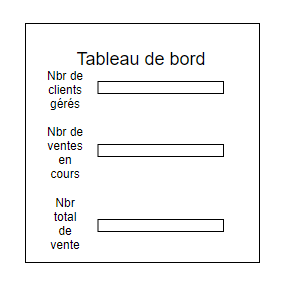 Tableau de bord
Nbr de
clients
gérés
Nbr de
ventes
en
cours
Nbr
total
de
vente